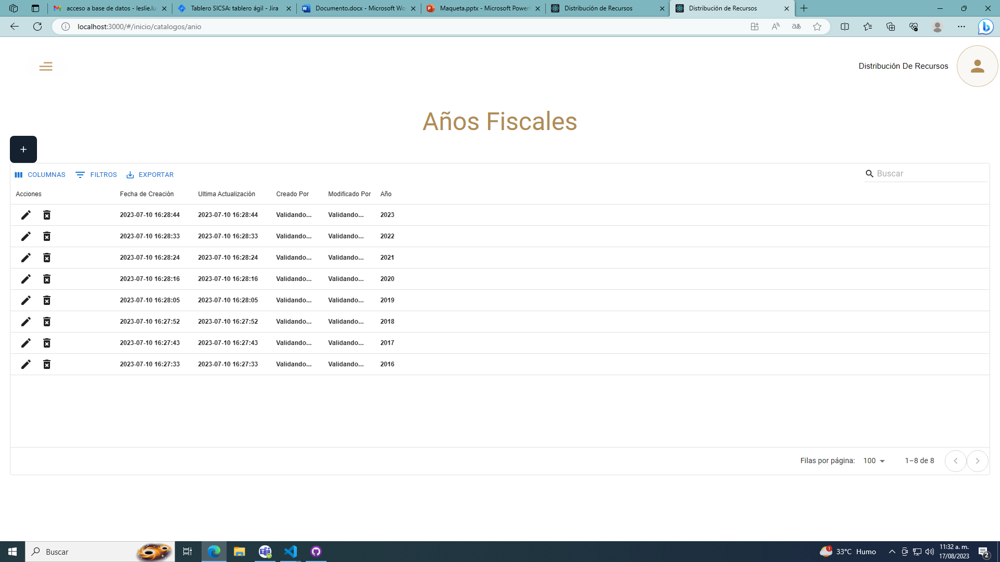 acceso a base de datos - leslie.lu
Tablero SICSA: tablero ágil - Jira
Documento.docx - Microsoft Wo
Maqueta.pptx - Microsoft Power
Distribución de Recursos
Distribución de Recursos
localhost:3000/#/inicio/catalogos/anio
Distribución De Recursos
Años Fiscales
+
COLUMNAS FILTROS EXPORTAR Buscar
Acciones Fecha de Creación Ultima Actualización Creado Por Modificado Por Año
2023-07-10 16:28:44 2023-07-10 16:28:44 Validando... Validando... 2023
2023-07-10 16:28:33 2023-07-10 16:28:33 Validando... Validando... 2022
2023-07-10 16:28:24 2023-07-10 16:28:24 Validando... Validando... 2021
2023-07-10 16:28:16 2023-07-10 16:28:16 Validando... Validando... 2020
2023-07-10 16:28:05 2023-07-10 16:28:05 Validando... Validando... 2019
2023-07-10 16:27:52 2023-07-10 16:27:52 Validando... Validando... 2018
2023-07-10 16:27:43 2023-07-10 16:27:43 Validando... Validando... 2017
2023-07-10 16:27:33 2023-07-10 16:27:33 Validando... Validando... 2016
Filas por página: 100 1–8 de 8
Buscar
1
33°C Humo
11:32 a. m.
17/08/2023
2